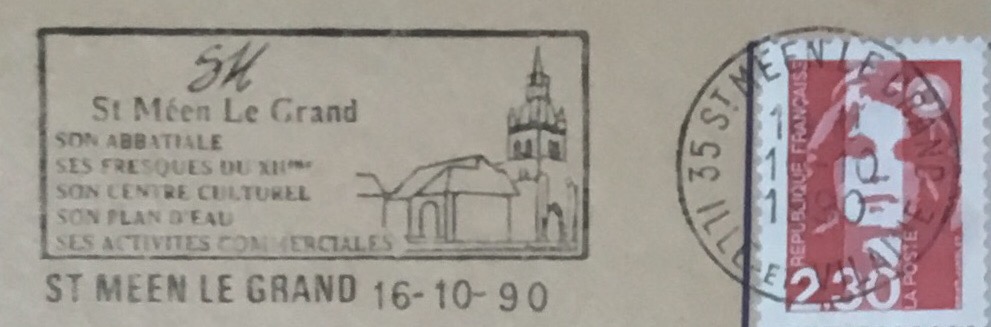 SM
St Méen Le Grand
SON ABBATIALE
SES FRESQUES DU XIIème
SON CENTRE CULTUREL
SON PLAN D'EAU
SES ACTIVITES COMMERCIALES
ST MEEN LE GRAND 16-10-90
35 ST MEEN LE GRAND
ILLE-ET-VILAINE
REPUBLIQUE FRANÇAISE
2,30
LA POSTE